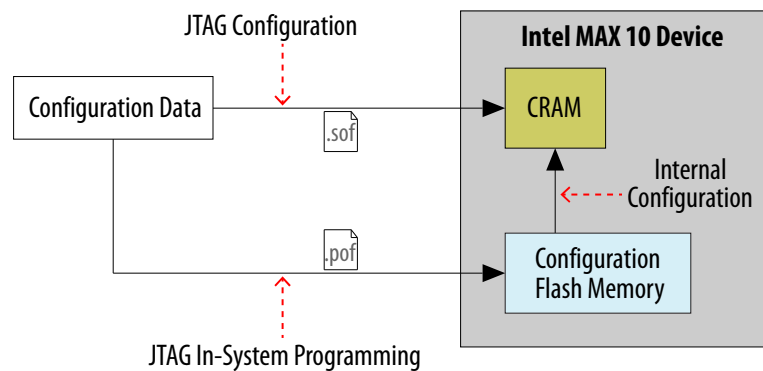 JTAG Configuration
Intel MAX 10 Device
Configuration Data
.sof
CRAM
Internal
Configuration
.pof
Configuration
Flash Memory
JTAG In-System Programming